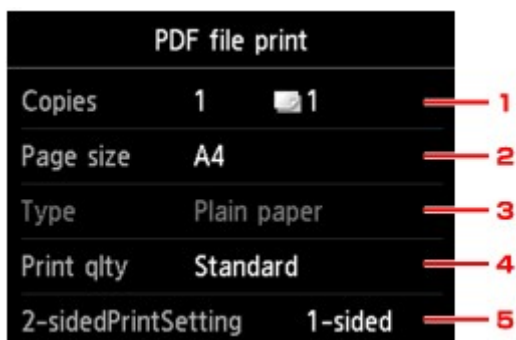 PDF file print
Copies 1 1 1
Page size A4 2
Type Plain paper 3
Print qlty Standard 4
2-sidedPrintSetting 1-sided 5